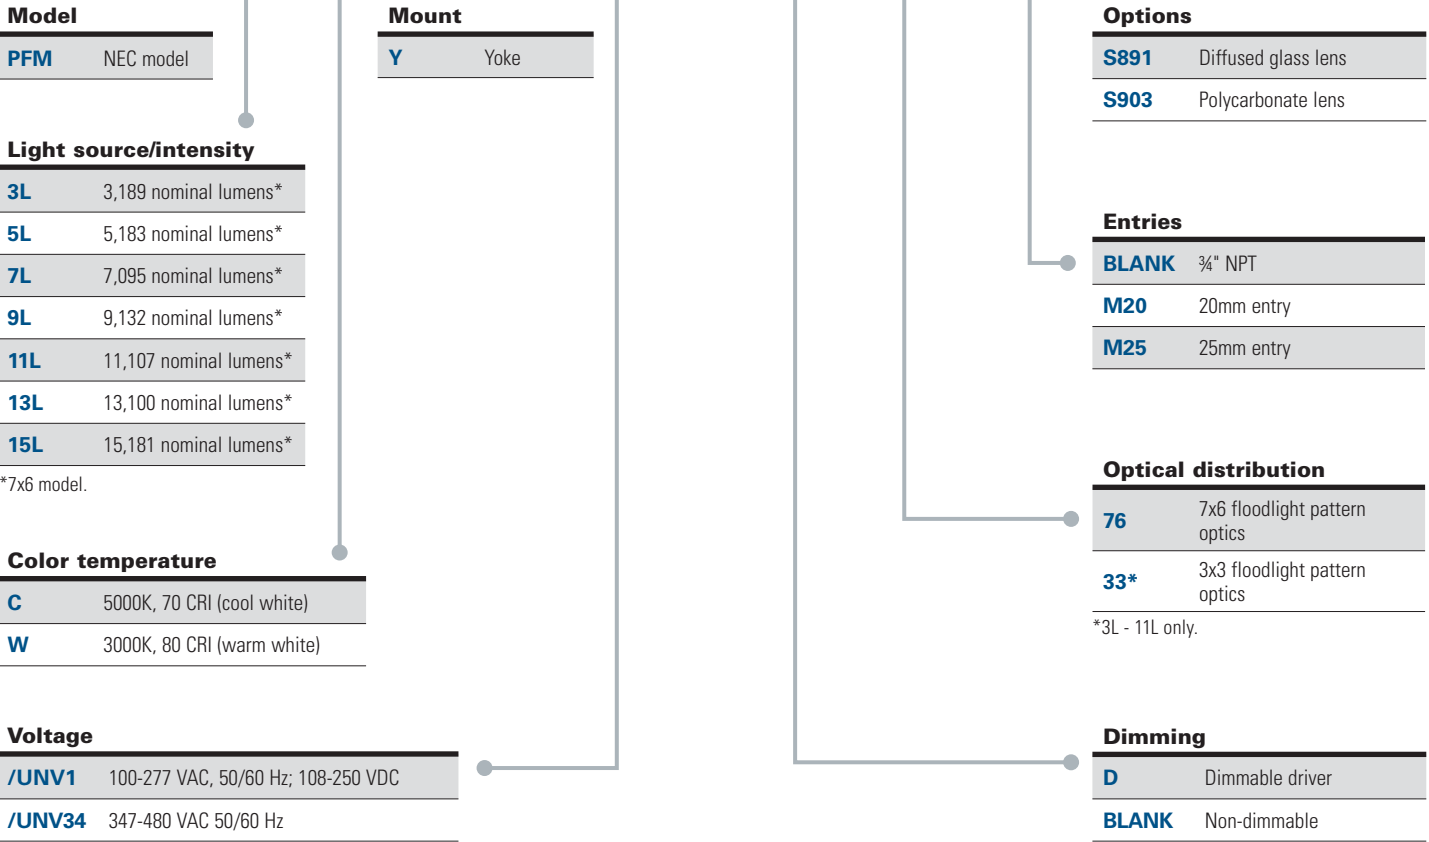 Model
PFM NEC model
Light source/intensity
3L 3,189 nominal lumens*
5L 5,183 nominal lumens*
7L 7,095 nominal lumens*
9L 9,132 nominal lumens*
11L 11,107 nominal lumens*
13L 13,100 nominal lumens*
15L 15,181 nominal lumens*
*7x6 model.
Color temperature
C 5000K, 70 CRI (cool white)
W 3000K, 80 CRI (warm white)
Voltage
/UNV1 100-277 VAC, 50/60 Hz; 108-250 VDC
/UNV34 347-480 VAC 50/60 Hz
Mount
Y Yoke
Options
S891 Diffused glass lens
S903 Polycarbonate lens
Entries
BLANK ¾" NPT
M20 20mm entry
M25 25mm entry
Optical distribution
76 7x6 floodlight pattern
optics
33* 3x3 floodlight pattern
optics
*3L - 11L only.
Dimming
D Dimmable driver
BLANK Non-dimmable